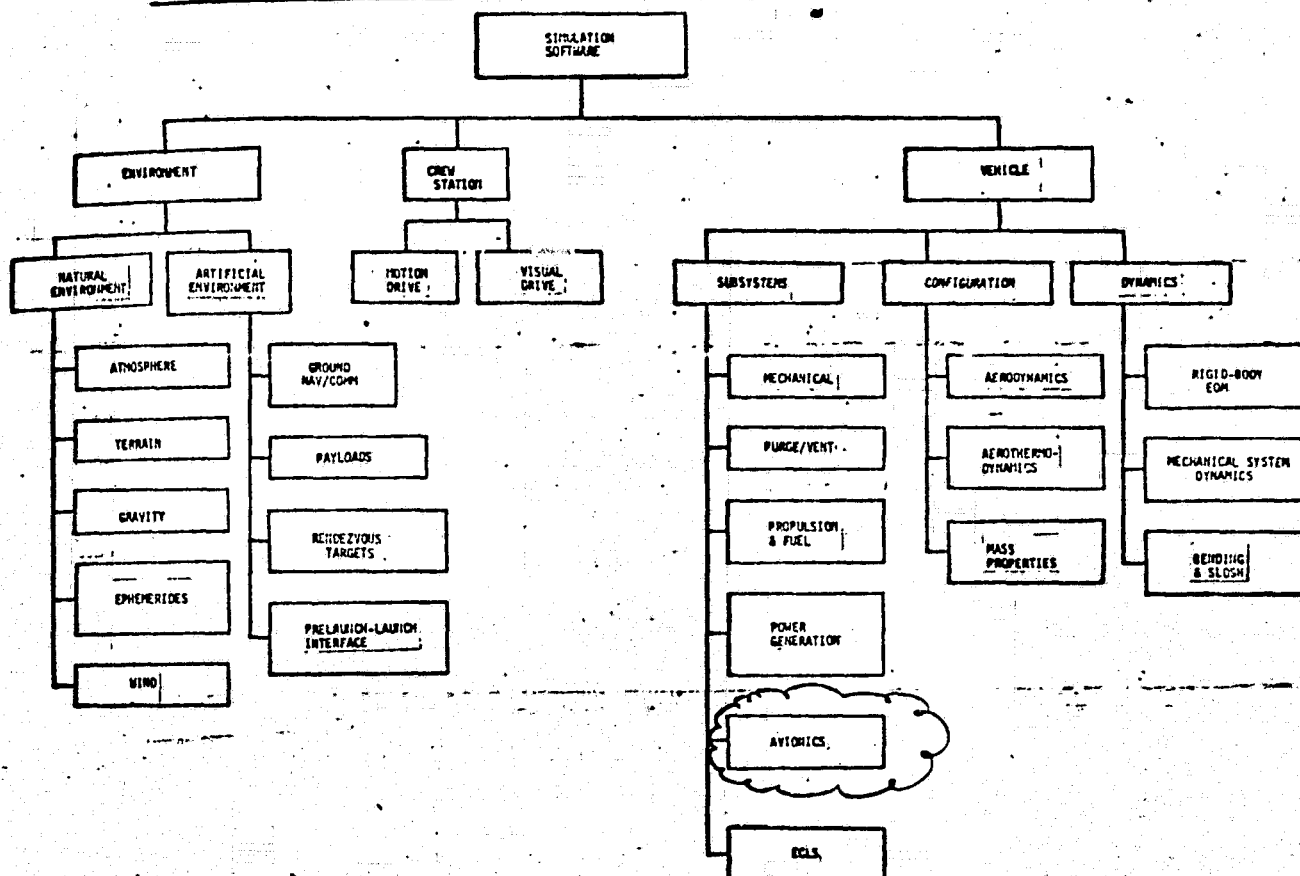 SIMULATION
SOFTWARE
ENVIRONMENT
CREW
STATION
VEHICLE
NATURAL
ENVIRONMENT
ARTIFICIAL
ENVIRONMENT
MOTION
DRIVE
VISUAL
DRIVE
SUBSYSTEMS
CONFIGURATION
DYNAMICS
ATMOSPHERE
TERRAIN
GRAVITY
EPHEMERIDES
WIND
GROUND
NAV/COMM
PAYLOADS
RENDEZVOUS
TARGETS
PRELAUNCH-LAUNCH
INTERFACE
MECHANICAL
PURGE/VENT
PROPULSION
& FUEL
POWER
GENERATION
AVIONICS
ECLS
AERODYNAMICS
AEROTHERMO-
DYNAMICS
MASS
PROPERTIES
RIGID-BODY
EOM
MECHANICAL SYSTEM
DYNAMICS
BENDING
& SLOSH